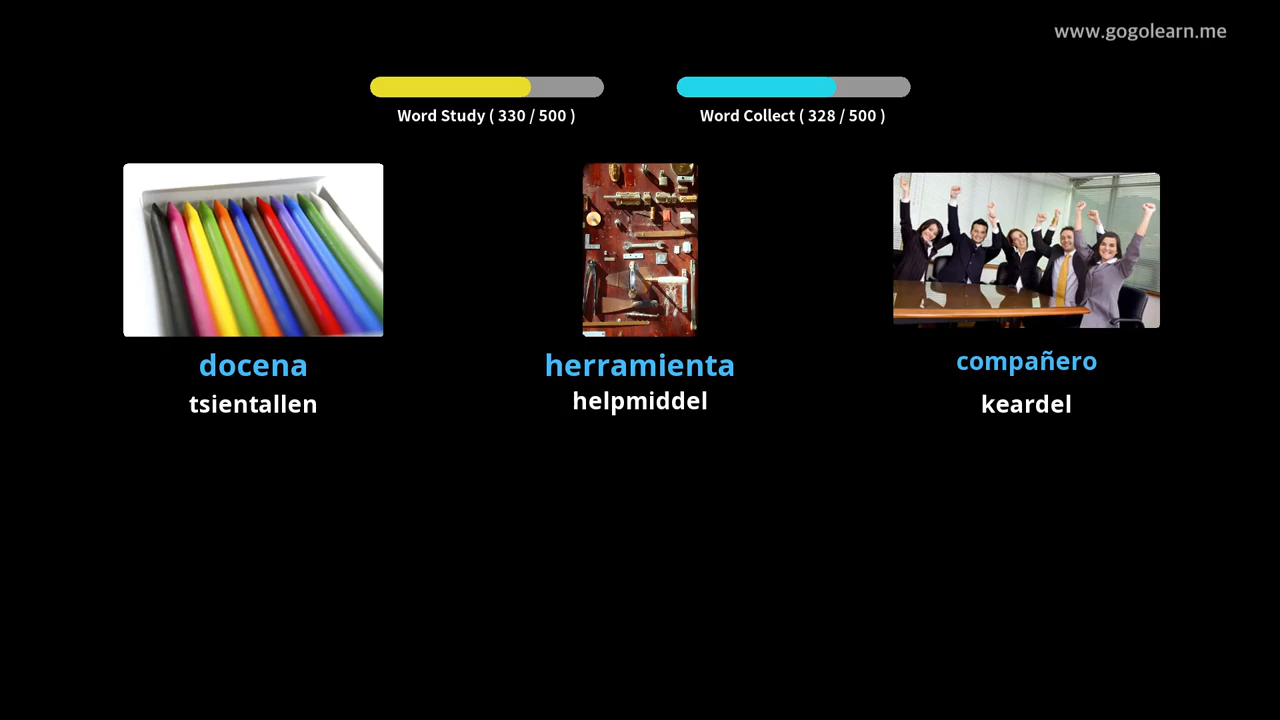 www.gogolearn.me
Word Study ( 330 / 500 )
Word Collect ( 328 / 500 )
docena
herramienta
compañero
tsientallen
helpmiddel
keardel